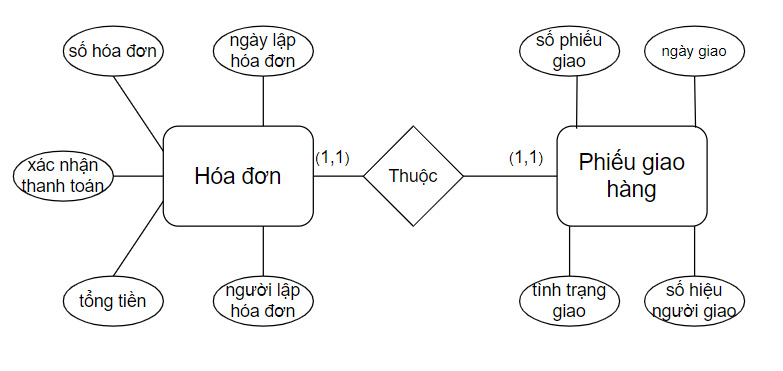 số hóa đơn
ngày lập
hóa đơn
số phiếu
giao
ngày giao
xác nhận
thanh toán
Hóa đơn
(1,1)
Thuộc
(1,1)
Phiếu giao
hàng
tổng tiền
người lập
hóa đơn
tình trạng
giao
số hiệu
người giao